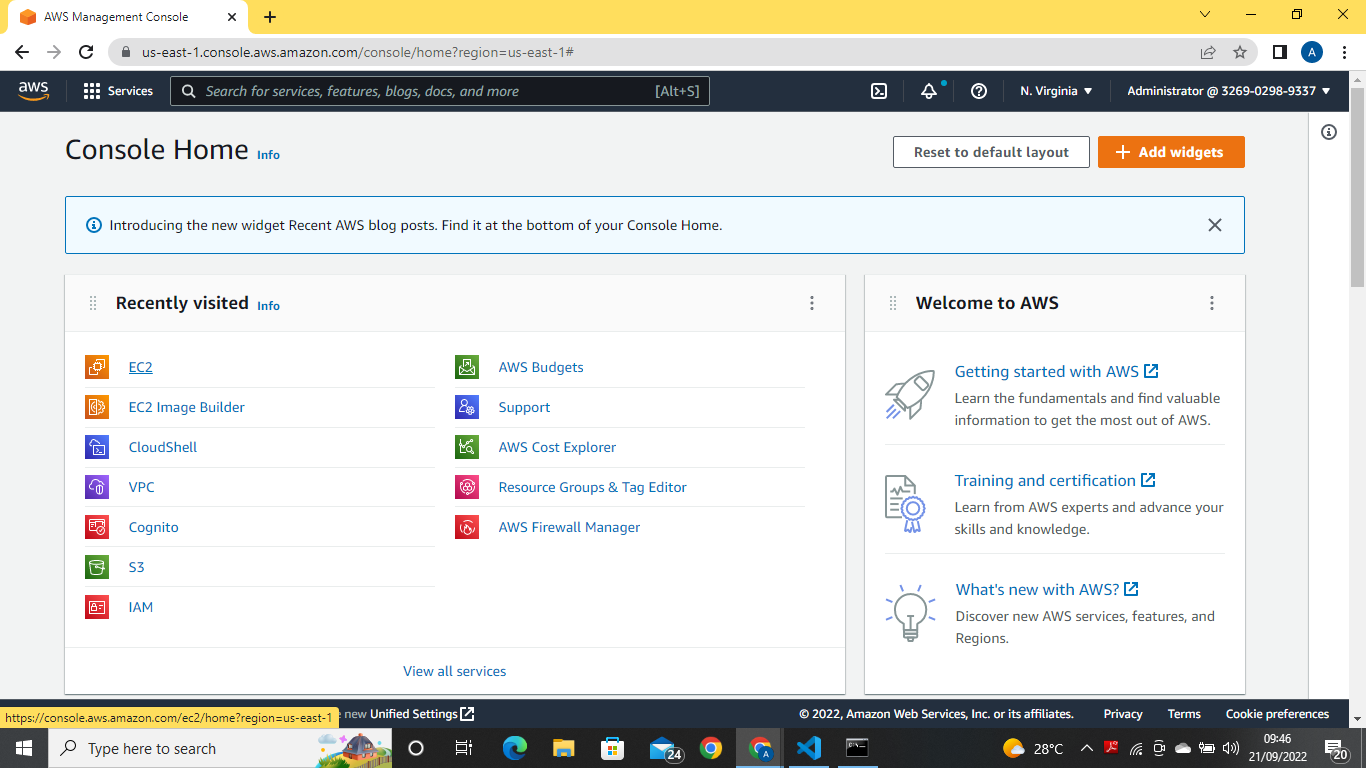 AWS Management Console
us-east-1.console.aws.amazon.com/console/home?region=us-east-1#
A
aws
Services
Search for services, features, blogs, docs, and more
[Alt+S]
N. Virginia
Administrator @ 3269-0298-9337
Console Home Info
Reset to default layout
Add widgets
Introducing the new widget Recent AWS blog posts. Find it at the bottom of your Console Home.
Recently visited Info
EC2
EC2 Image Builder
CloudShell
VPC
Cognito
S3
IAM
AWS Budgets
Support
AWS Cost Explorer
Resource Groups & Tag Editor
AWS Firewall Manager
View all services
Welcome to AWS
Getting started with AWS
Learn the fundamentals and find valuable
information to get the most out of AWS.
Training and certification
Learn from AWS experts and advance your
skills and knowledge.
What's new with AWS?
Discover new AWS services, features, and
Regions.
https://console.aws.amazon.com/ec2/home?region=us-east-1
new Unified Settings
© 2022, Amazon Web Services, Inc. or its affiliates.
Privacy
Terms
Cookie preferences
Type here to search
24
A
28°C
09:46
21/09/2022
20